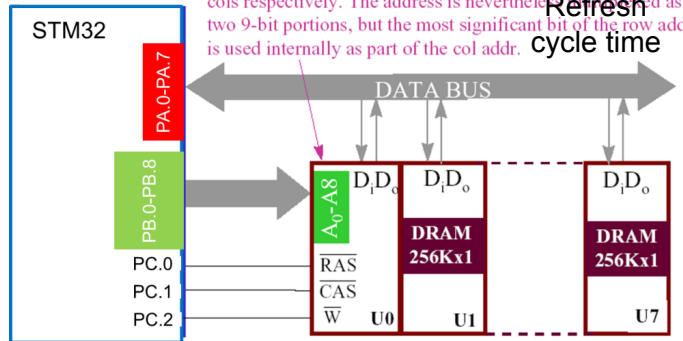 cols respectively. The address is nevertheless as
two 9-bit portions, but the most significant bit of the row add
is used internally as part of the col addr.
Refresh
cycle time
STM32
PA.0-PA.7
DATA BUS
PB.0-PB.8
A0-A8
DiDo
DiDo
DiDo
DRAM
256Kx1
DRAM
256Kx1
PC.0
RAS
PC.1
CAS
PC.2
W
U0
U1
U7